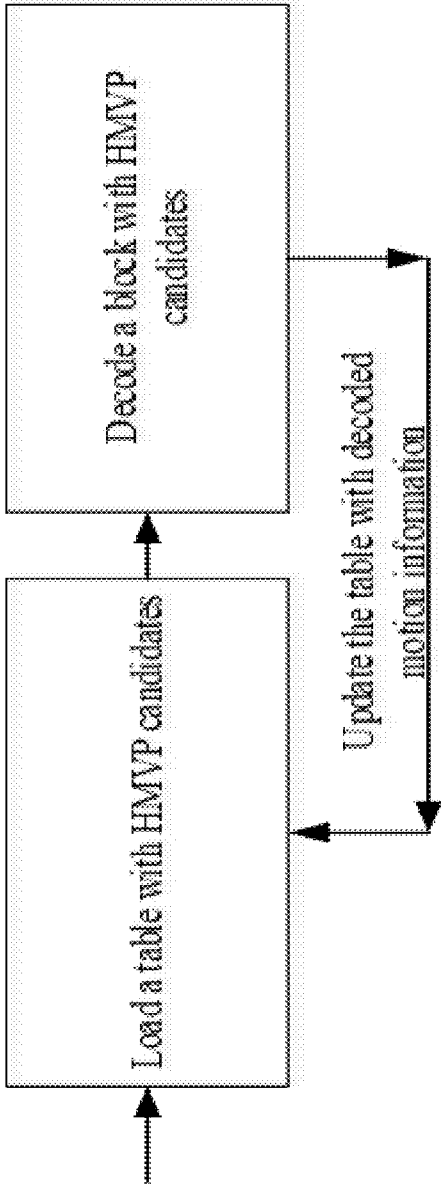 Load a table with HMVP candidates
Decode a block with HMVP
candidates
Update the table with decoded
motion information